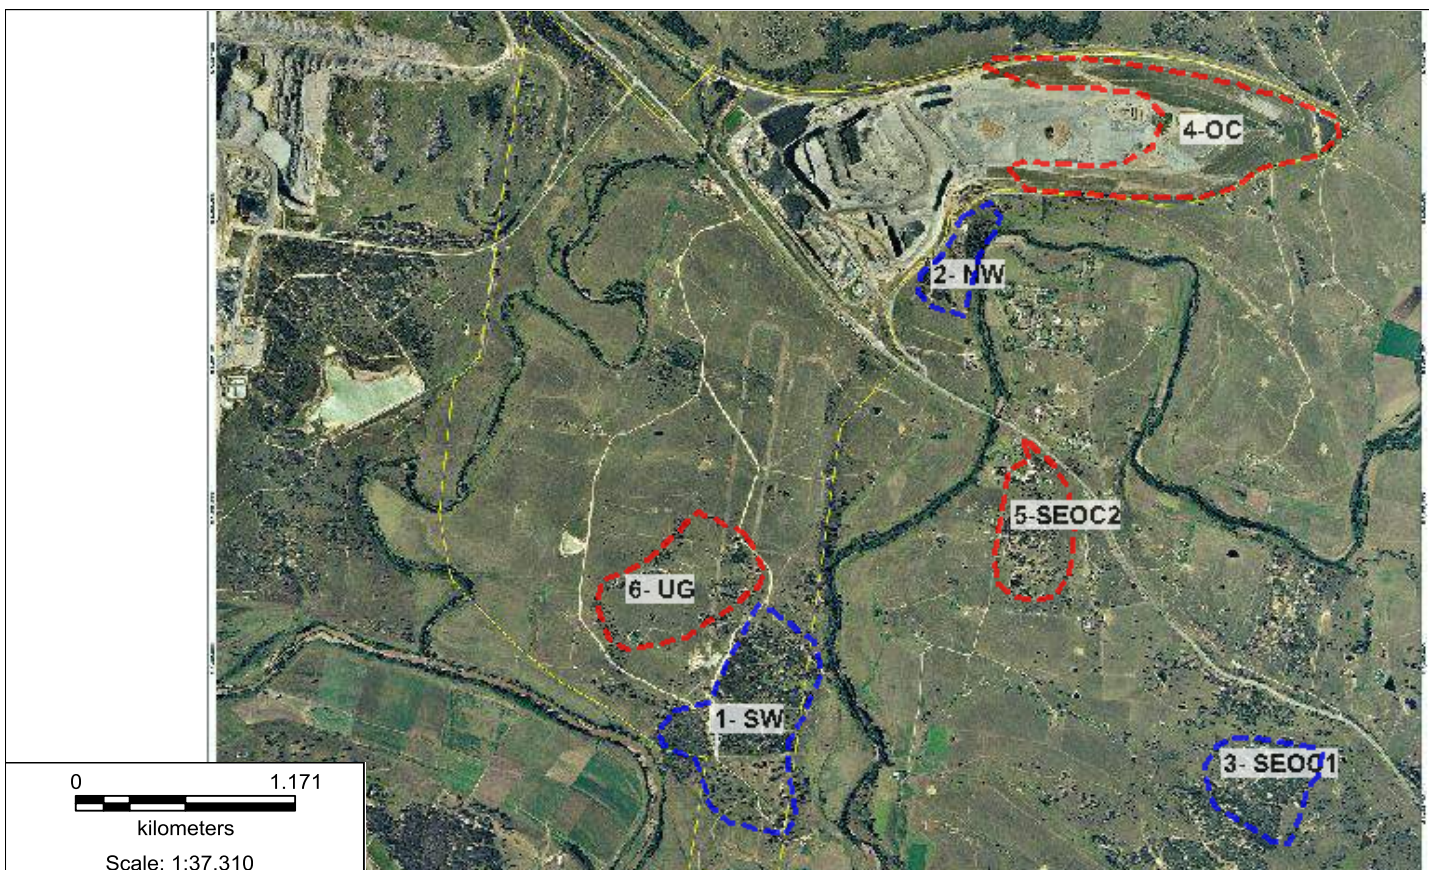 4-OC
2- NW
5-SEOC2
6- UG
1- SW
3- SEOC1
0 1.171
kilometers
Scale: 1:37,310